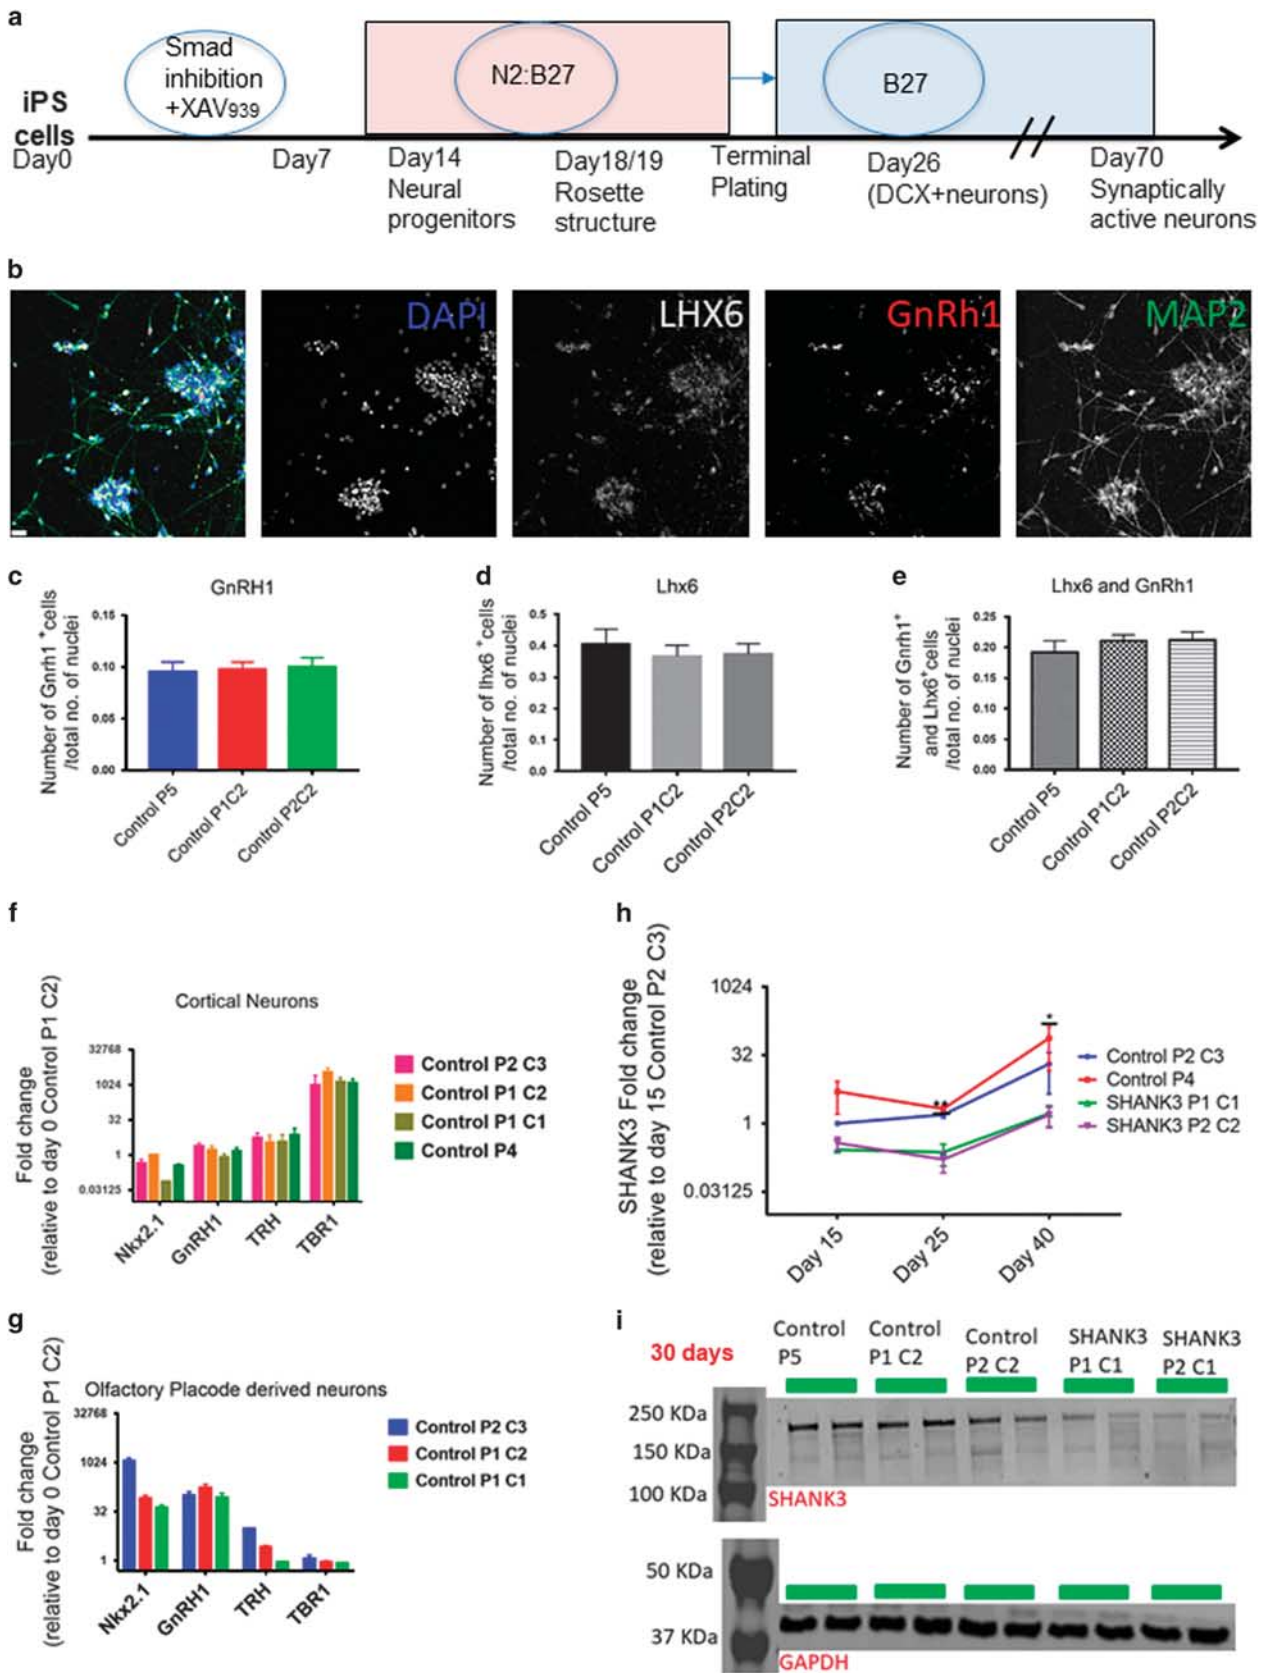 a
Smad
inhibition
+XAV939
N2:B27
B27
iPS
cells
Day0
Day7
Day14
Neural
progenitors
Day18/19
Rosette
structure
Terminal
Plating
Day26
(DCX+neurons)
Day70
Synaptically
active neurons
b
DAPI
LHX6
GnRh1
MAP2
c
GnRH1
Number of Gnrh1 +cells
/total no. of nuclei
0.15
0.10
0.05
0.00
Control P5
Control P1C2
Control P2C2
d
Lhx6
Number of lhx6 +cells
/total no. of nuclei
0.5
0.4
0.3
0.2
0.1
0.0
Control P5
Control P1C2
Control P2C2
e
Lhx6 and GnRh1
Number of Gnrh1+
and Lhx6+cells
/total no. of nuclei
0.25
0.20
0.15
0.10
0.05
0.00
Control P5
Control P1C2
Control P2C2
f
Cortical Neurons
Fold change
(relative to day 0 Control P1 C2)
32768
1024
32
1
0.03125
Nkx2.1
GnRH1
TRH
TBR1
Control P2 C3
Control P1 C2
Control P1 C1
Control P4
g
Olfactory Placode derived neurons
Fold change
(relative to day 0 Control P1 C2)
32768
1024
32
1
Nkx2.1
GnRH1
TRH
TBR1
Control P2 C3
Control P1 C2
Control P1 C1
h
SHANK3 Fold change
(relative to day 15 Control P2 C3)
1024
32
1
0.03125
**
*
Day 15
Day 25
Day 40
Control P2 C3
Control P4
SHANK3 P1 C1
SHANK3 P2 C2
i
30 days
Control
P5
Control
P1 C2
Control
P2 C2
SHANK3
P1 C1
SHANK3
P2 C1
250 KDa
150 KDa
100 KDa
SHANK3
50 KDa
37 KDa
GAPDH